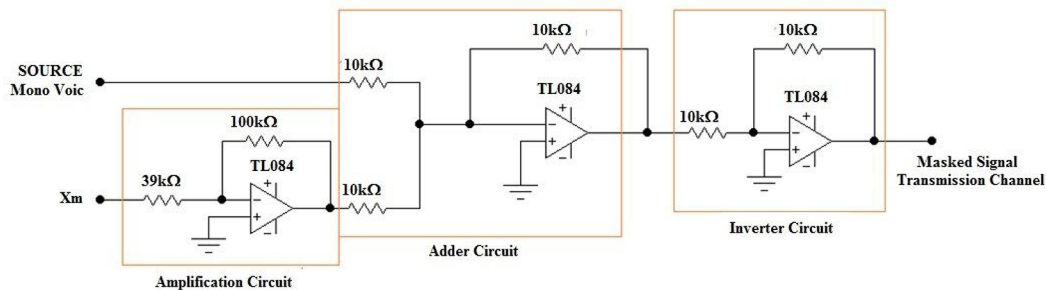 10kΩ
10kΩ
SOURCE
Mono Voic
10kΩ
TL084
TL084
100kΩ
TL084
10kΩ
39kΩ
10kΩ
Xm
Masked Signal
Transmission Channel
Inverter Circuit
Adder Circuit
Amplification Circuit